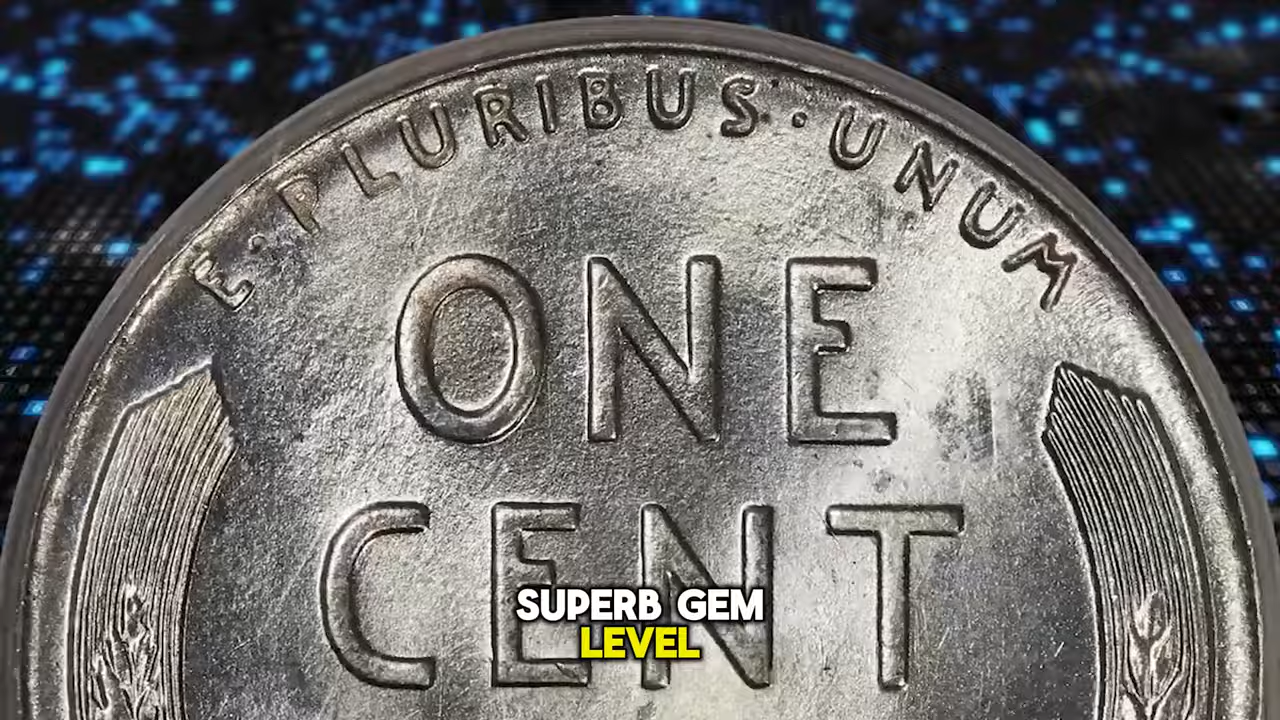 E · PLURIBUS · UNUM
ONE
CENT
SUPERB GEM
LEVEL